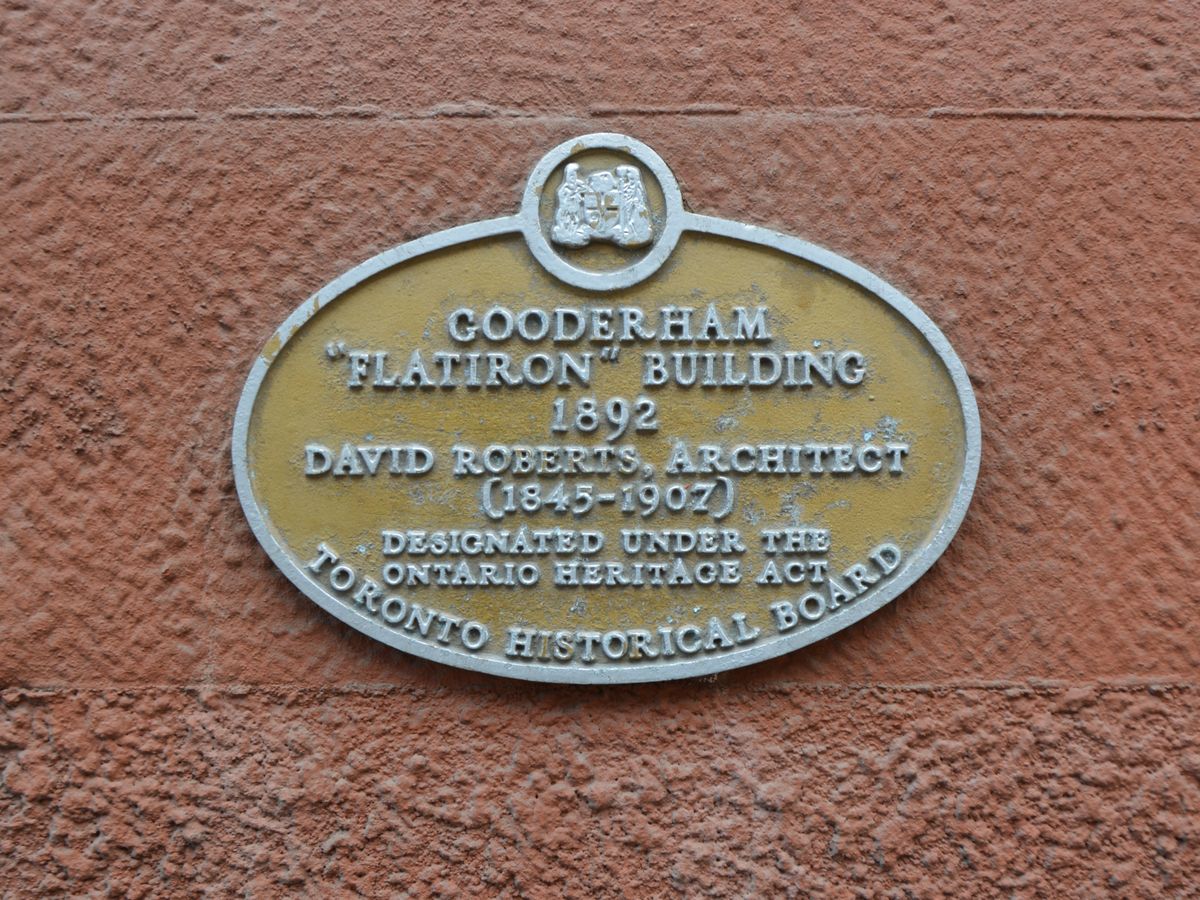 GOODERHAM
"FLATIRON" BUILDING
1892
DAVID ROBERTS, ARCHITECT
(1845-1907)
DESIGNATED UNDER THE
ONTARIO HERITAGE ACT
TORONTO HISTORICAL BOARD